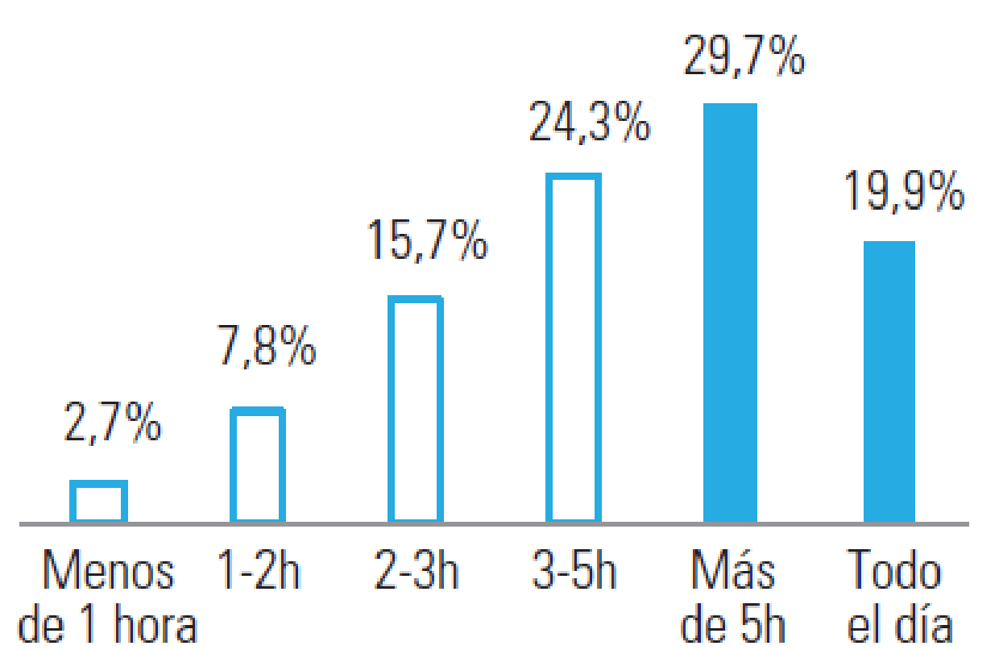 29,7%
24,3%
19,9%
15,7%
7,8%
2,7%
Menos
de 1 hora
1-2h
2-3h
3-5h
Más
de 5h
Todo
el día